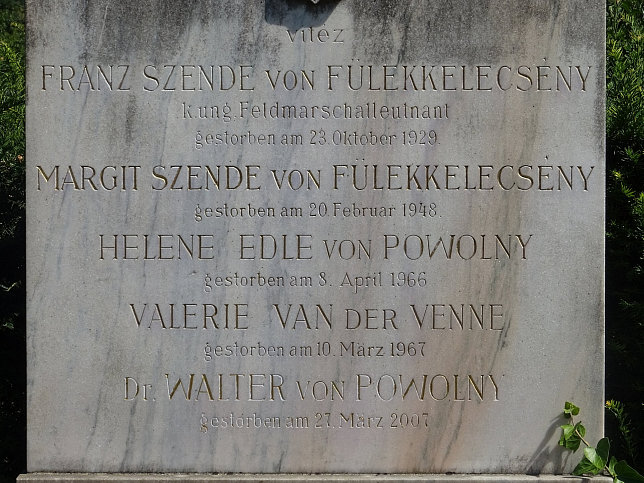 vitéz
FRANZ SZENDE VON FÜLEKKELECSÉNY
k.ung. Feldmarschalleutnant
gestorben am 23. Oktober 1929.
MARGIT SZENDE VON FÜLEKKELECSÉNY
gestorben am 20. Februar 1948.
HELENE EDLE VON POWOLNY
gestorben am 8. April 1966
VALERIE VAN DER VENNE
gestorben am 10. März 1967
Dr. WALTER VON POWOLNY
gestorben am 27. März 2007